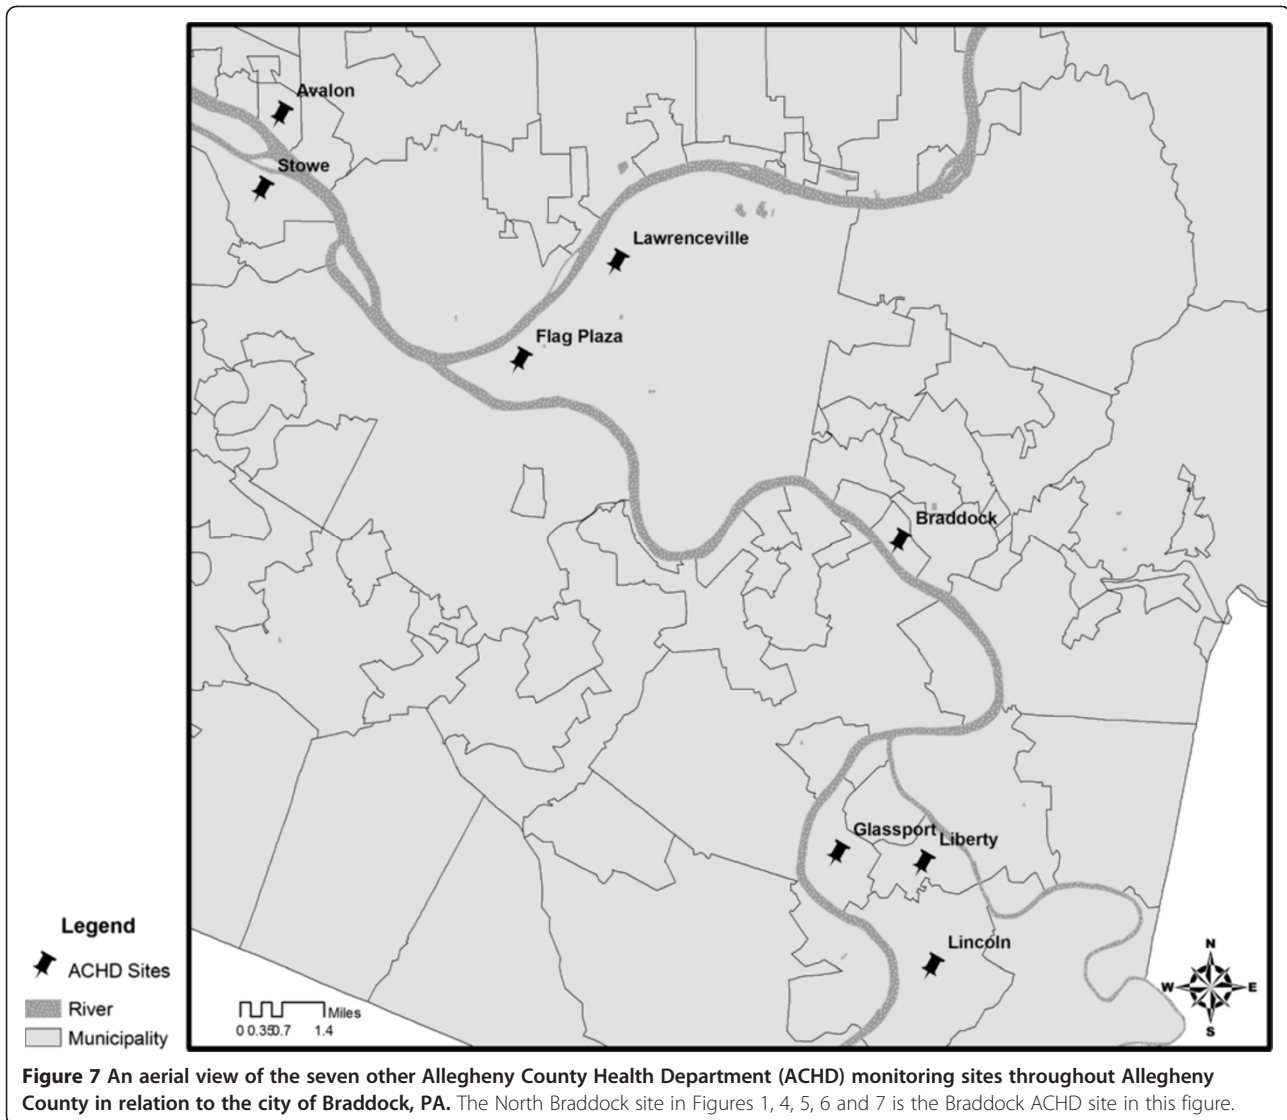 Avalon
Stowe
Lawrenceville
Flag Plaza
Braddock
Glassport
Liberty
Lincoln
Legend
ACHD Sites
River
Municipality
Miles
0 0.35 0.7 1.4
N
W E
S
Figure 7 An aerial view of the seven other Allegheny County Health Department (ACHD) monitoring sites throughout Allegheny
County in relation to the city of Braddock, PA. The North Braddock site in Figures 1, 4, 5, 6 and 7 is the Braddock ACHD site in this figure.